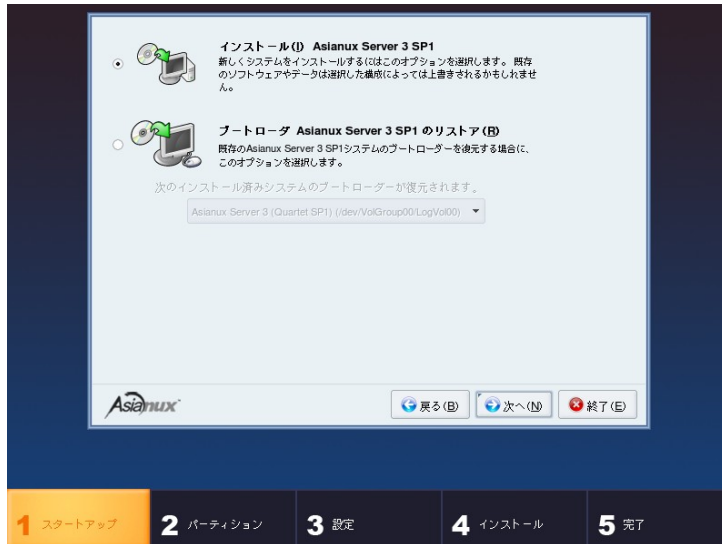 インストール(I) Asianux Server 3 SP1
新しくシステムをインストールするにはこのオプションを選択します。既存
のソフトウェアやデータは選択した構成によっては上書きされるかもしれませ
ん。
ブートローダ Asianux Server 3 SP1 のリストア(R)
既存のAsianux Server 3 SP1システムのブートローダーを復元する場合に、
このオプションを選択します。
次のインストール済みシステムのブートローダーが復元されます。
Asianux Server 3 (Quartet SP1) (/dev/VolGroup00/LogVol00)
Asianux
戻る(B)
次へ(N)
終了(E)
1 スタートアップ
2 パーティション
3 設定
4 インストール
5 完了